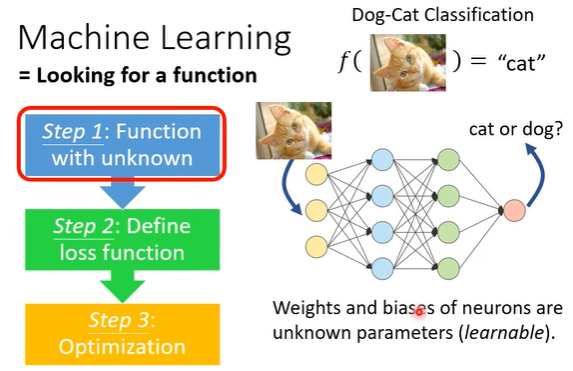 Machine Learning
= Looking for a function
Step 1: Function
with unknown
Step 2: Define
loss function
Step 3:
Optimization
Dog-Cat Classification
f( ) = “cat”
cat or dog?
Weights and biases of neurons are
unknown parameters (learnable).